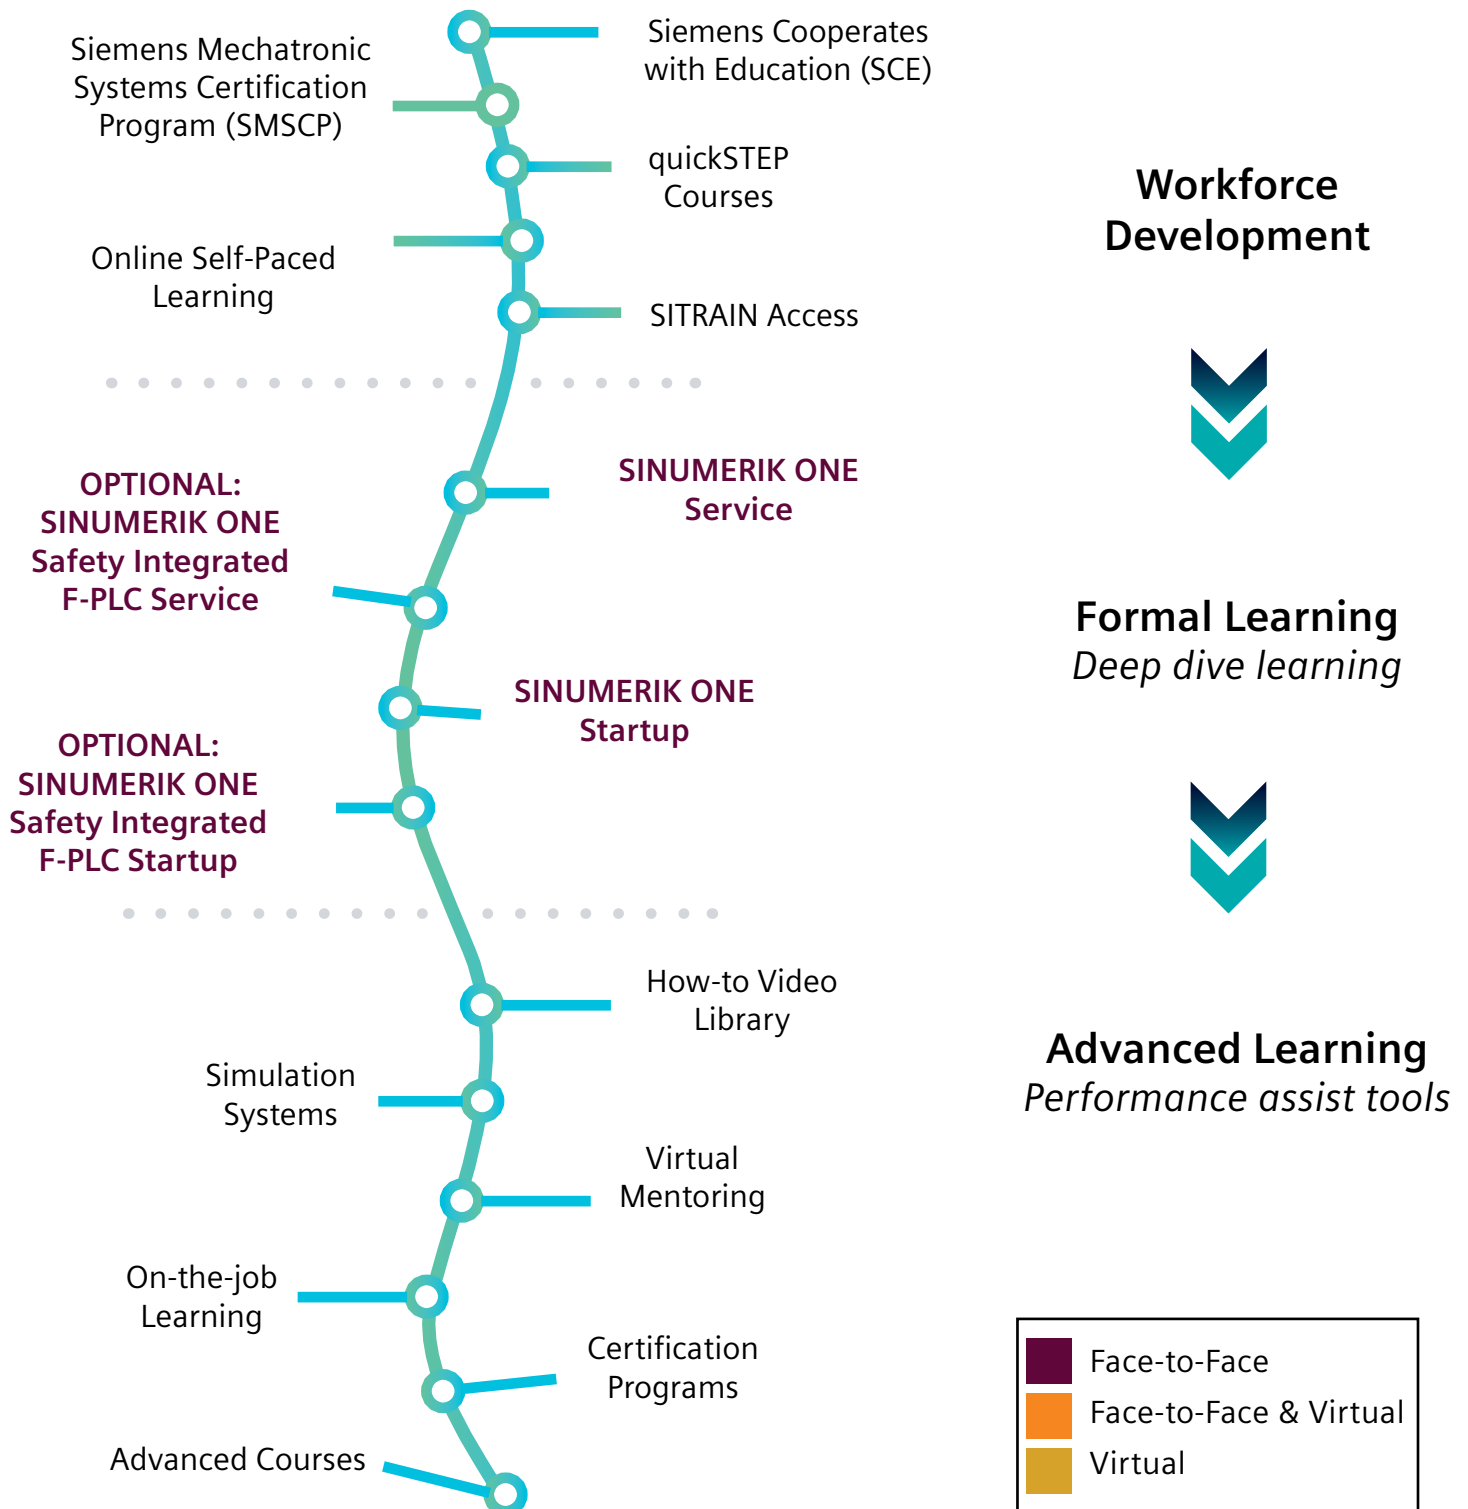 Siemens Cooperates
with Education (SCE)
Siemens Mechatronic
Systems Certification
Program (SMSCP)
quickSTEP
Courses
Online Self-Paced
Learning
SITRAIN Access
Workforce
Development
SINUMERIK ONE
Service
OPTIONAL:
SINUMERIK ONE
Safety Integrated
F-PLC Service
SINUMERIK ONE
Startup
OPTIONAL:
SINUMERIK ONE
Safety Integrated
F-PLC Startup
Formal Learning
Deep dive learning
How-to Video
Library
Simulation
Systems
Virtual
Mentoring
On-the-job
Learning
Certification
Programs
Advanced Courses
Advanced Learning
Performance assist tools
Face-to-Face
Face-to-Face & Virtual
Virtual